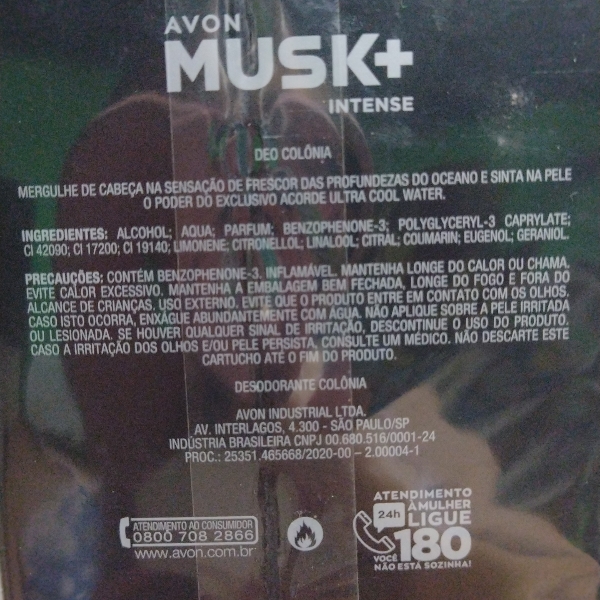 AVON
MUSK+
INTENSE
DEO COLÔNIA
MERGULHE DE CABEÇA NA SENSAÇÃO DE FRESCOR DAS PROFUNDEZAS DO OCEANO E SINTA NA PELE
O PODER DO EXCLUSIVO ACORDE ULTRA COOL WATER.
INGREDIENTES: ALCOHOL; AQUA; PARFUM; BENZOPHENONE-3; POLYGLYCERYL-3 CAPRYLATE;
CI 42090; CI 17200; CI 19140; LIMONENE; CITRONELLOL; LINALOOL; CITRAL; COUMARIN; EUGENOL; GERANIOL.
PRECAUÇÕES: CONTÉM BENZOPHENONE-3. INFLAMÁVEL. MANTENHA LONGE DO CALOR OU CHAMA.
EVITE CALOR EXCESSIVO. MANTENHA A EMBALAGEM BEM FECHADA, LONGE DO FOGO E FORA DO
ALCANCE DE CRIANÇAS. USO EXTERNO. EVITE QUE O PRODUTO ENTRE EM CONTATO COM OS OLHOS.
CASO ISTO OCORRA, ENXÁGUE ABUNDANTEMENTE COM ÁGUA. NÃO APLIQUE SOBRE A PELE IRRITADA
OU LESIONADA. SE HOUVER QUALQUER SINAL DE IRRITAÇÃO, DESCONTINUE O USO DO PRODUTO.
CASO A IRRITAÇÃO DOS OLHOS E/OU PELE PERSISTA, CONSULTE UM MÉDICO. NÃO DESCARTE ESTE
CARTUCHO ATÉ O FIM DO PRODUTO.
DESODORANTE COLÔNIA
AVON INDUSTRIAL LTDA.
AV. INTERLAGOS, 4.300 - SÃO PAULO/SP
INDÚSTRIA BRASILEIRA CNPJ 00.680.516/0001-24
PROC.: 25351.465668/2020-00 – 2.00004-1
ATENDIMENTO AO CONSUMIDOR
0800 708 2866
www.avon.com.br
ATENDIMENTO
24h À MULHER
LIGUE
180
VOCÊ NÃO ESTÁ SOZINHA!